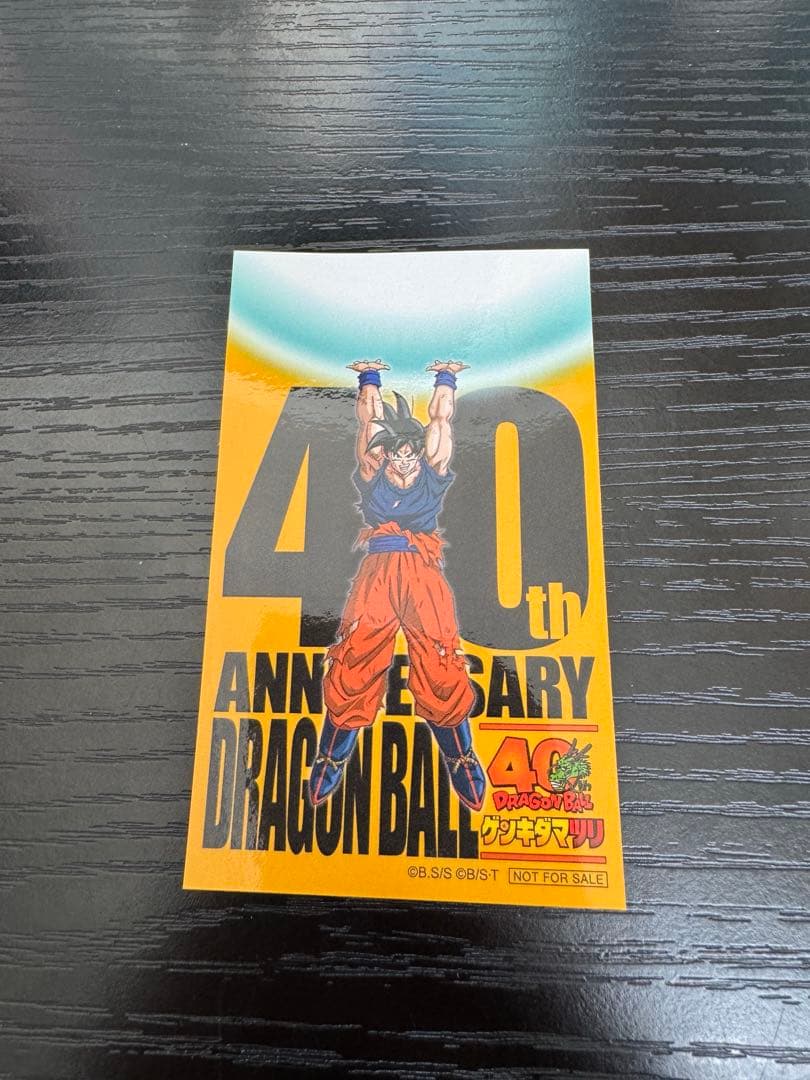 40th
ANNIVERSARY
DRAGON BALL
40th
DRAGON BALL
ゲンキダマツリ
©B.S/S ©B/S・T NOT FOR SALE